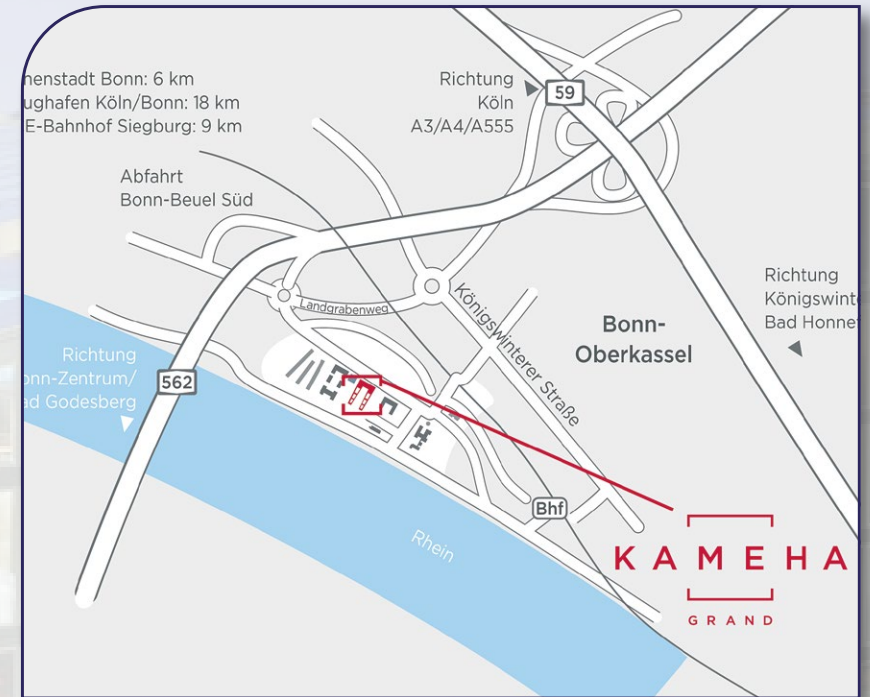 nenstadt Bonn: 6 km
ughafen Köln/Bonn: 18 km
E-Bahnhof Siegburg: 9 km
Richtung
Köln
A3/A4/A555
59
Abfahrt
Bonn-Beuel Süd
Landgrabenweg
Königswinterer Straße
Bonn-
Oberkassel
Richtung
Königswinte
Bad Honnef
Richtung
onn-Zentrum/
ad Godesberg
562
Bhf
Rhein
KAMEHA
GRAND